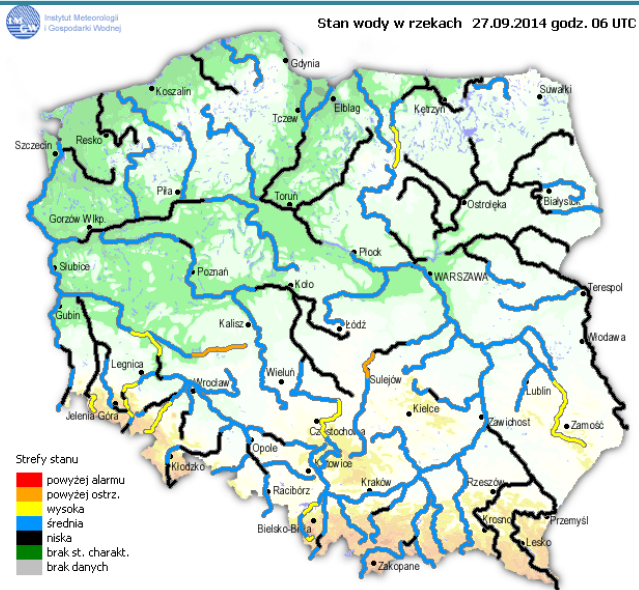 IMGW
Instytut Meteorologii
i Gospodarki Wodnej
Stan wody w rzekach 27.09.2014 godz. 06 UTC
Gdynia
Koszalin
Elbląg
Kętrzyn
Suwałki
Tczew
Szczecin
Resko
Piła
Toruń
Ostrołęka
Białystok
Gorzów Wlkp.
Płock
Słubice
Poznań
Koło
WARSZAWA
Terespol
Gubin
Kalisz
Łódź
Włodawa
Legnica
Wrocław
Wieluń
Sulejów
Lublin
Jelenia Góra
Kielce
Częstochowa
Zawichost
Zamość
Opole
Kłodzko
Katowice
Racibórz
Kraków
Rzeszów
Bielsko-Biała
Krosno
Przemyśl
Lesko
Zakopane
Strefy stanu
powyżej alarmu
powyżej ostrz.
wysoka
średnia
niska
brak st. charakt.
brak danych